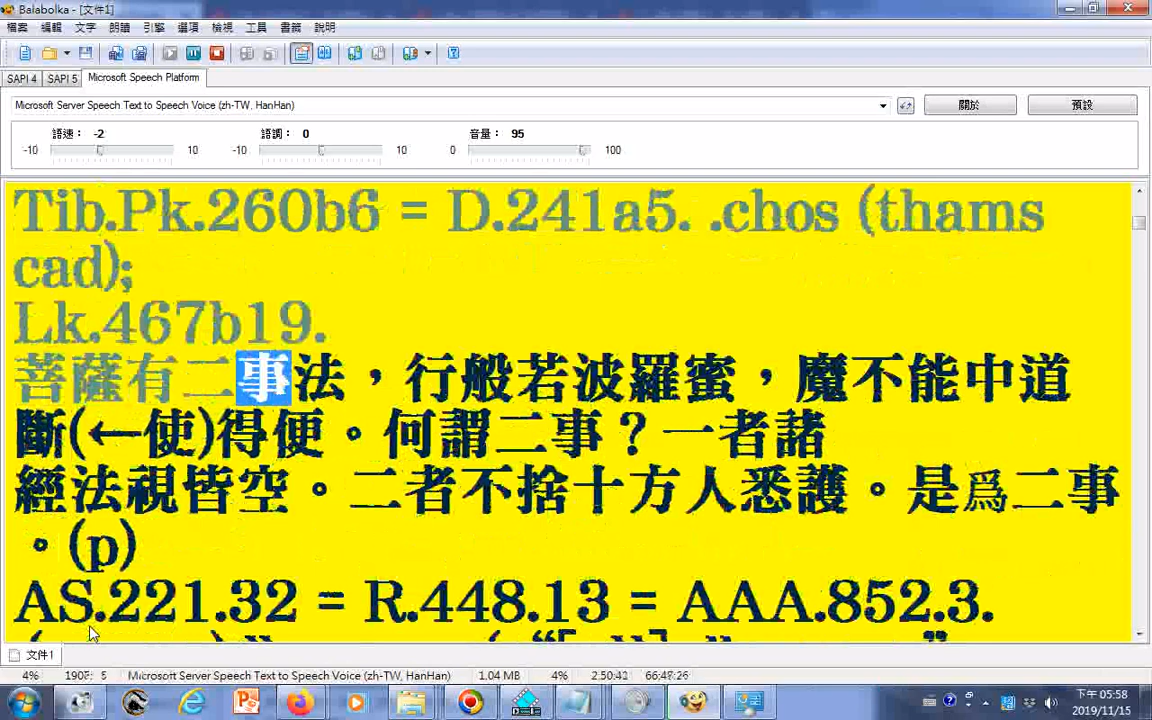 Balabolka - [文件1]
檔案 編輯 文字 朗讀 引擎 選項 檢視 工具 書籤 說明
SAPI 4 SAPI 5 Microsoft Speech Platform
Microsoft Server Speech Text to Speech Voice (zh-TW, HanHan) 關於 預設
語速： -2 語調： 0 音量： 95
-10 10 -10 10 0 100
Tib.Pk.260b6 = D.241a5. .chos (thams
cad);
Lk.467b19.
菩薩有二事法，行般若波羅蜜，魔不能中道
斷(←使)得便。何謂二事？一者諸
經法視皆空。二者不捨十方人悉護。是爲二事
。(p)
AS.221.32 = R.448.13 = AAA.852.3.
文件1
4% 5 Microsoft Server Speech Text to Speech Voice (zh-TW, HanHan) 1.04 MB 4% 2:50:41
下午 05:58
2019/11/15